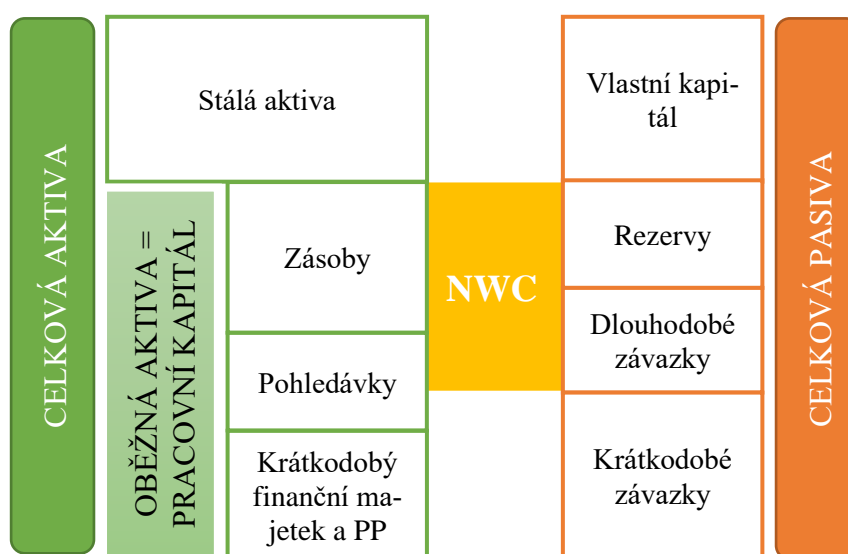 CELKOVÁ AKTIVA
Stálá aktiva
OBĚŽNÁ AKTIVA =
PRACOVNÍ KAPITÁL
Zásoby
Pohledávky
Krátkodobý
finanční ma-
jetek a PP
NWC
Vlastní kapi-
tál
Rezervy
Dlouhodobé
závazky
Krátkodobé
závazky
CELKOVÁ PASIVA